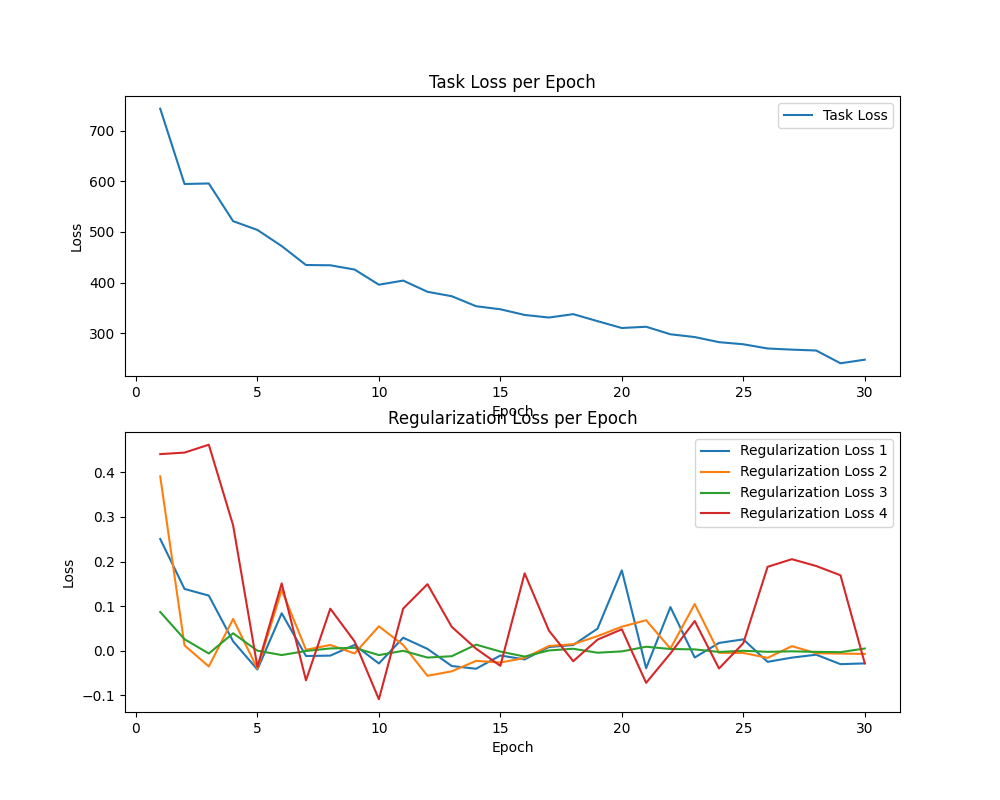 Task Loss per Epoch
Task Loss
700
600
500
400
300
Loss
0 5 10 15 20 25 30
Epoch
Regularization Loss per Epoch
Regularization Loss 1
Regularization Loss 2
Regularization Loss 3
Regularization Loss 4
0.4
0.3
0.2
0.1
0.0
−0.1
Loss
0 5 10 15 20 25 30
Epoch